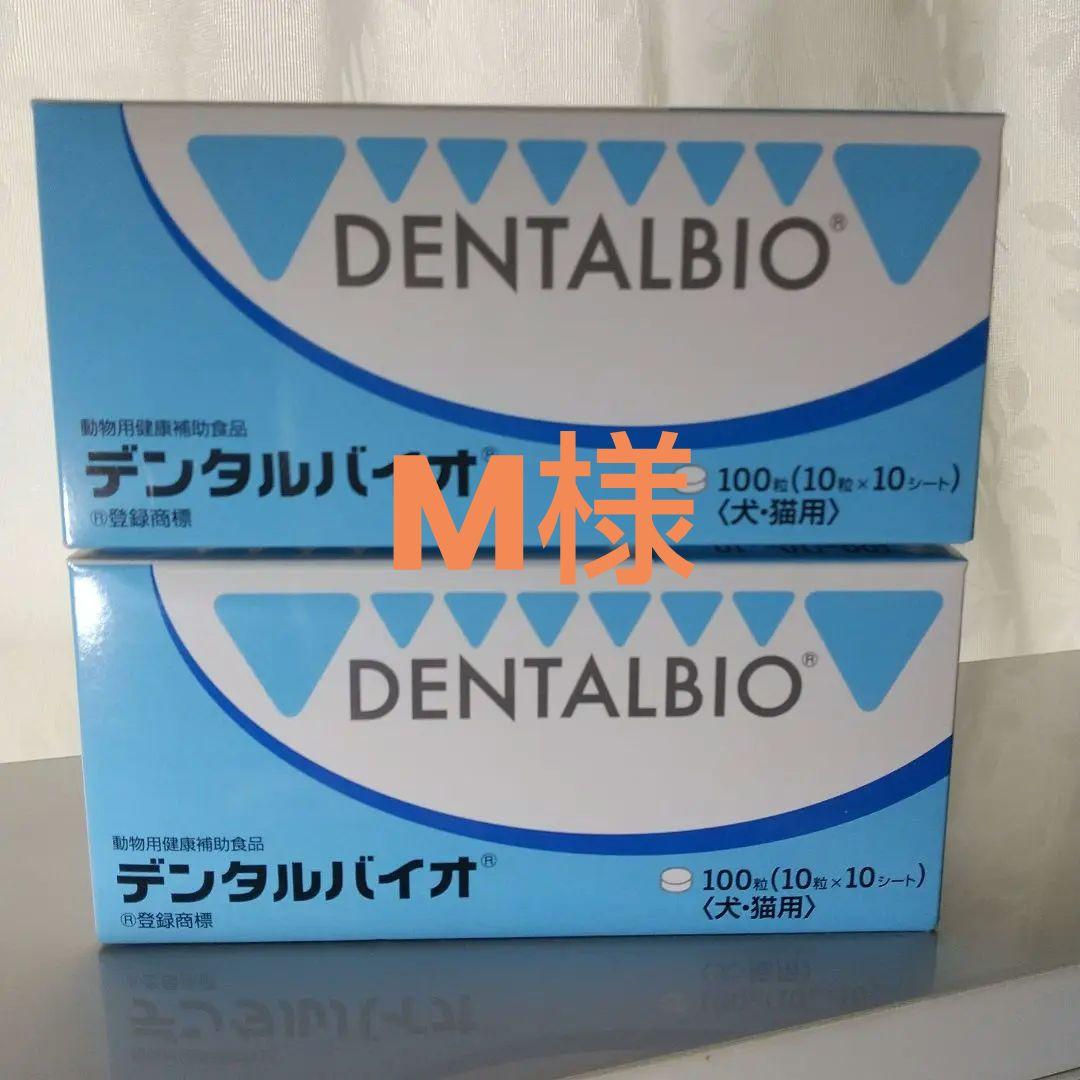 DENTALBIO®
動物用健康補助食品
デンタルバイオ®
®登録商標
100粒(10粒×10シート)
〈犬・猫用〉
M様
DENTALBIO®
動物用健康補助食品
デンタルバイオ®
®登録商標
100粒(10粒×10シート)
〈犬・猫用〉